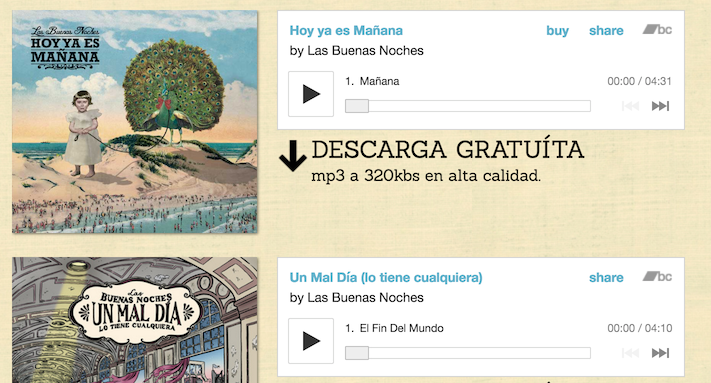 Las Buenas Noches
HOY YA ES
MAÑANA
Hoy ya es Mañana
buy
share
bc
by Las Buenas Noches
1. Mañana
00:00 / 04:31
DESCARGA GRATUÍTA
mp3 a 320kbs en alta calidad.
Las
BUENAS NOCHES
UN MAL DÍA
LO TIENE CUALQUIERA
Un Mal Día (lo tiene cualquiera)
share
bc
by Las Buenas Noches
1. El Fin Del Mundo
00:00 / 04:10